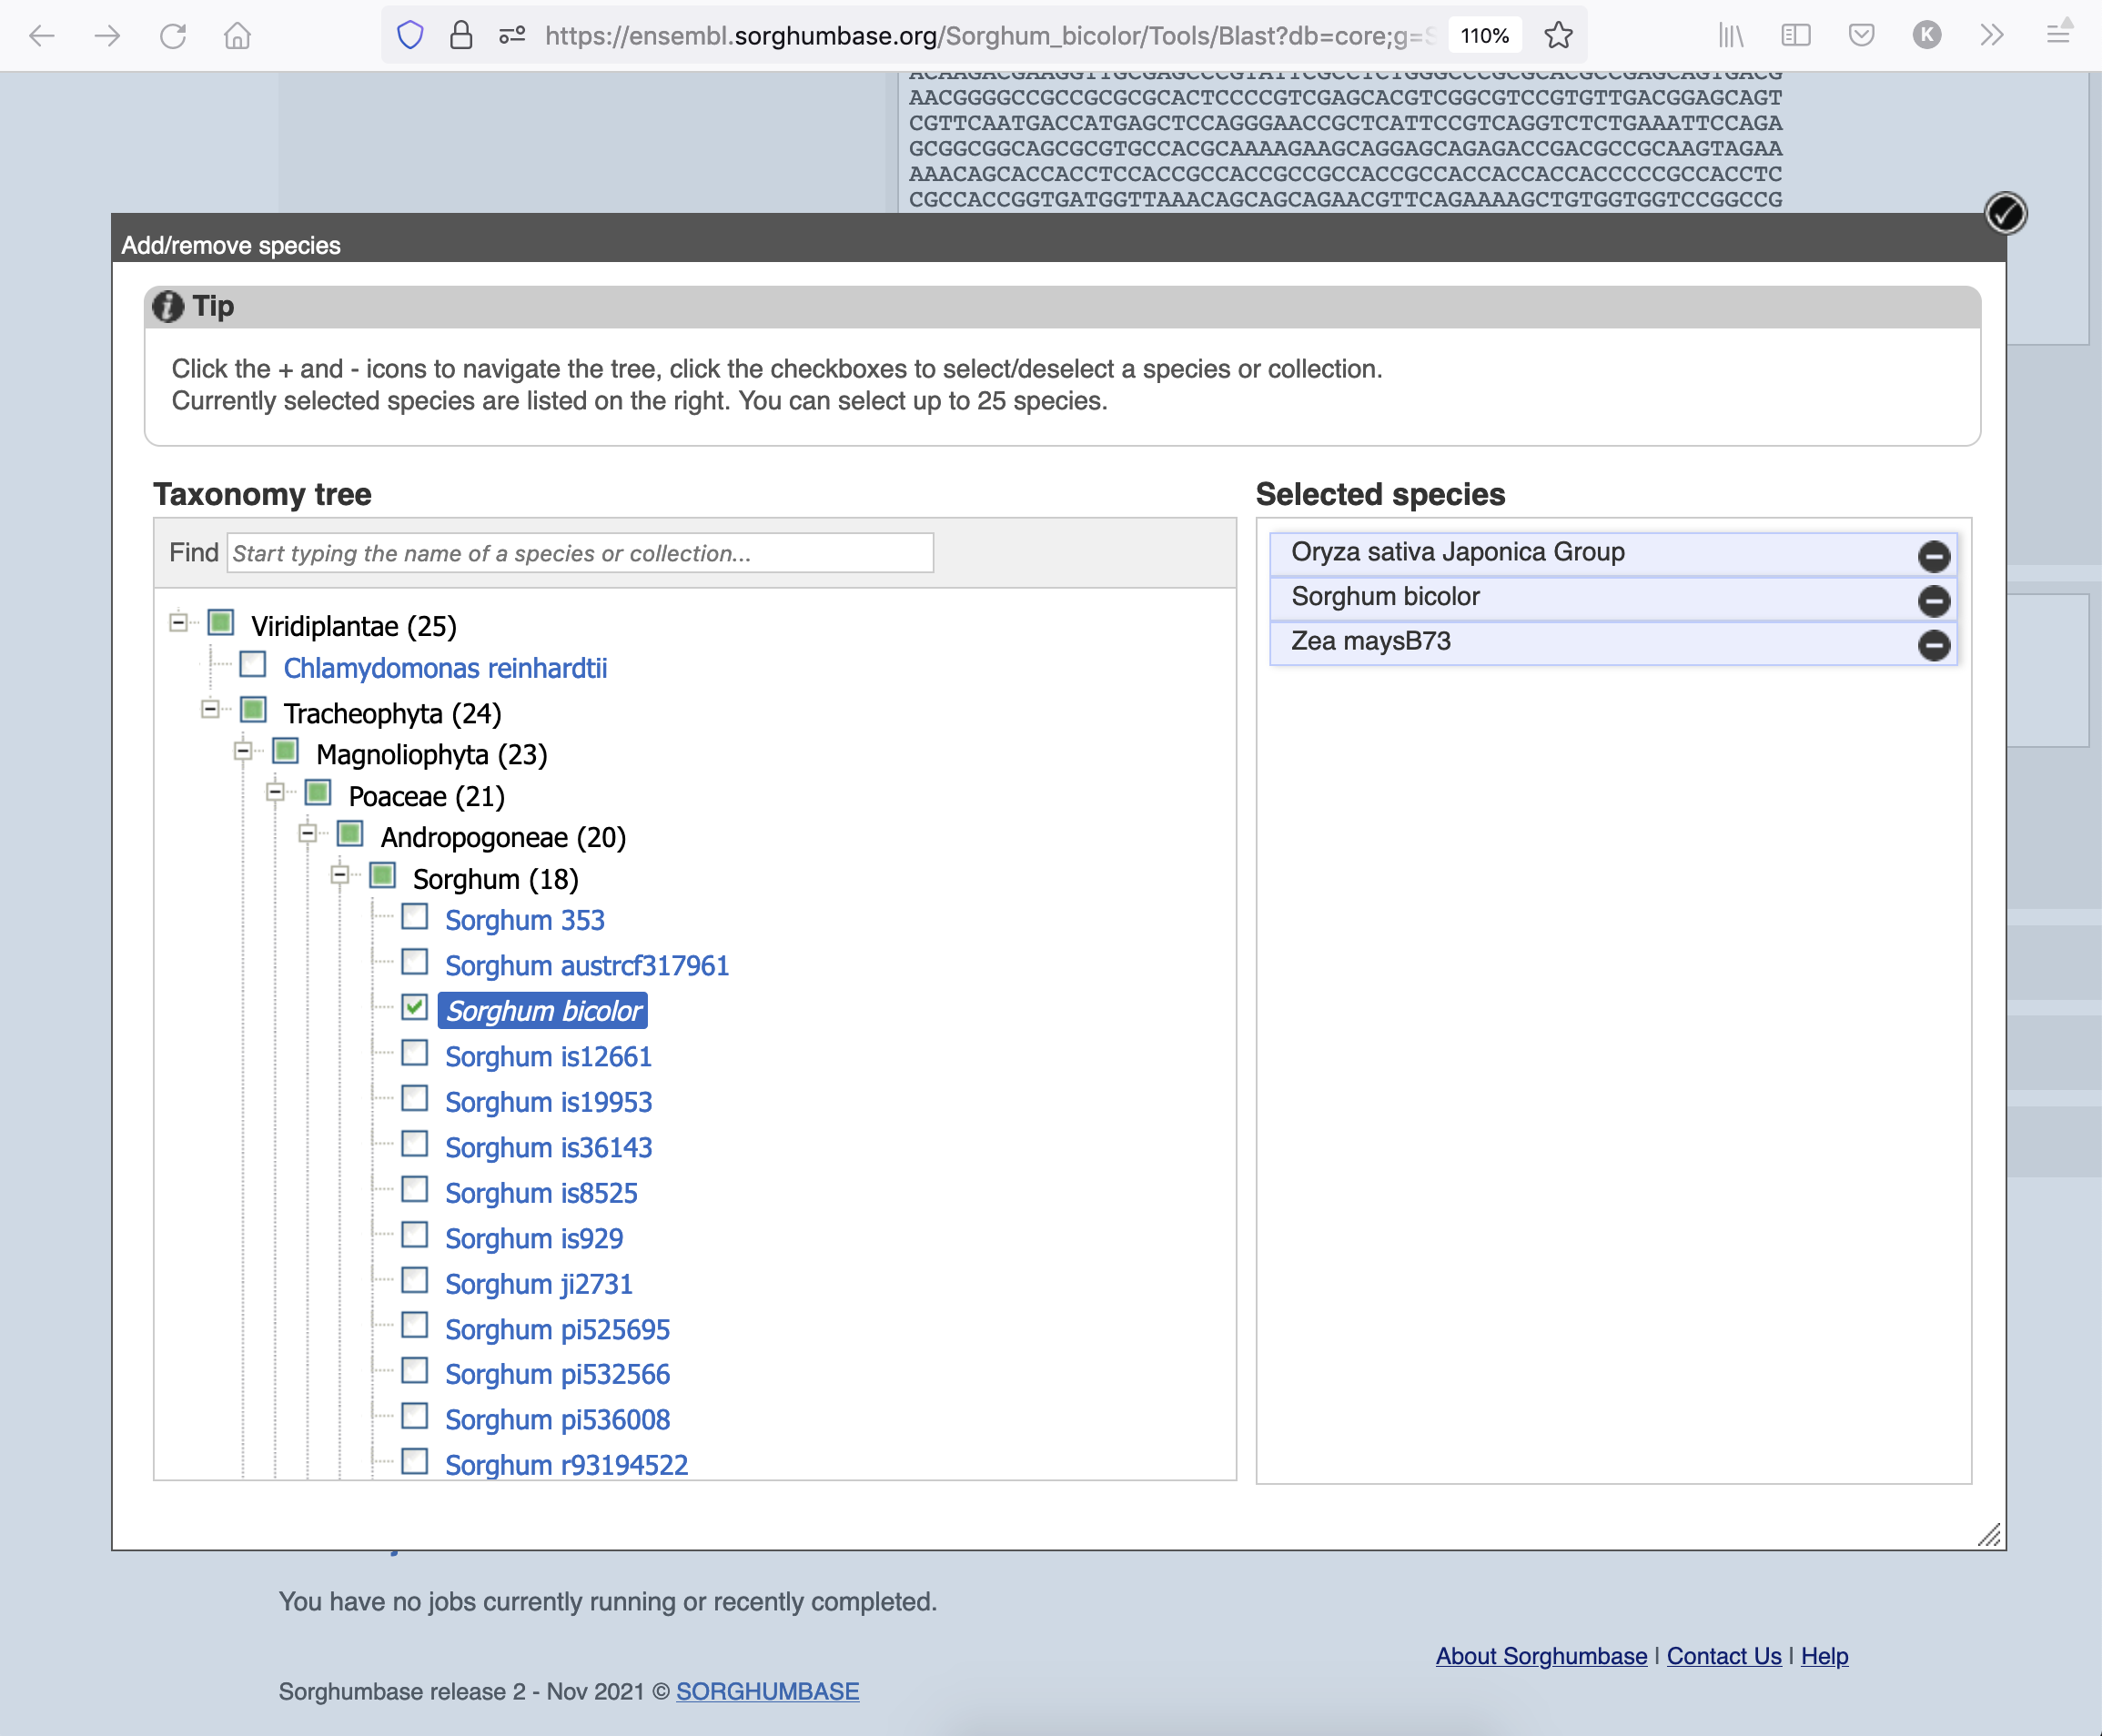 https://ensembl.sorghumbase.org/Sorghum_bicolor/Tools/Blast?db=core;g=S
110%
K
ACAAGACGAAGGTTGCGAGCCCGTATTCGCCTCTGGGCCCGCGCACGCCGAGCAGTGACG
AACGGGGCCGCCGCGCGCACTCCCCGTCGAGCACGTCGGCGTCCGTGTTGACGGAGCAGT
CGTTCAATGACCATGAGCTCCAGGGAACCGCTCATTCCGTCAGGTCTCTGAAATTCCAGA
GCGGCGGCAGCGCGTGCCACGCAAAAGAAGCAGGAGCAGAGACCGACGCCGCAAGTAGAA
AAACAGCACCACCTCCACCGCCACCGCCGCCACCGCCACCACCACCACCCCCGCCACCTC
CGCCACCGGTGATGGTTAAACAGCAGCAGAACGTTCAGAAAAGCTGTGGTGGTCCGGCCG
Add/remove species
Tip
Click the + and - icons to navigate the tree, click the checkboxes to select/deselect a species or collection.
Currently selected species are listed on the right. You can select up to 25 species.
Taxonomy tree
Find Start typing the name of a species or collection...
Viridiplantae (25)
Chlamydomonas reinhardtii
Tracheophyta (24)
Magnoliophyta (23)
Poaceae (21)
Andropogoneae (20)
Sorghum (18)
Sorghum 353
Sorghum austrcf317961
Sorghum bicolor
Sorghum is12661
Sorghum is19953
Sorghum is36143
Sorghum is8525
Sorghum is929
Sorghum ji2731
Sorghum pi525695
Sorghum pi532566
Sorghum pi536008
Sorghum r93194522
Selected species
Oryza sativa Japonica Group
Sorghum bicolor
Zea maysB73
You have no jobs currently running or recently completed.
About Sorghumbase | Contact Us | Help
Sorghumbase release 2 - Nov 2021 © SORGHUMBASE